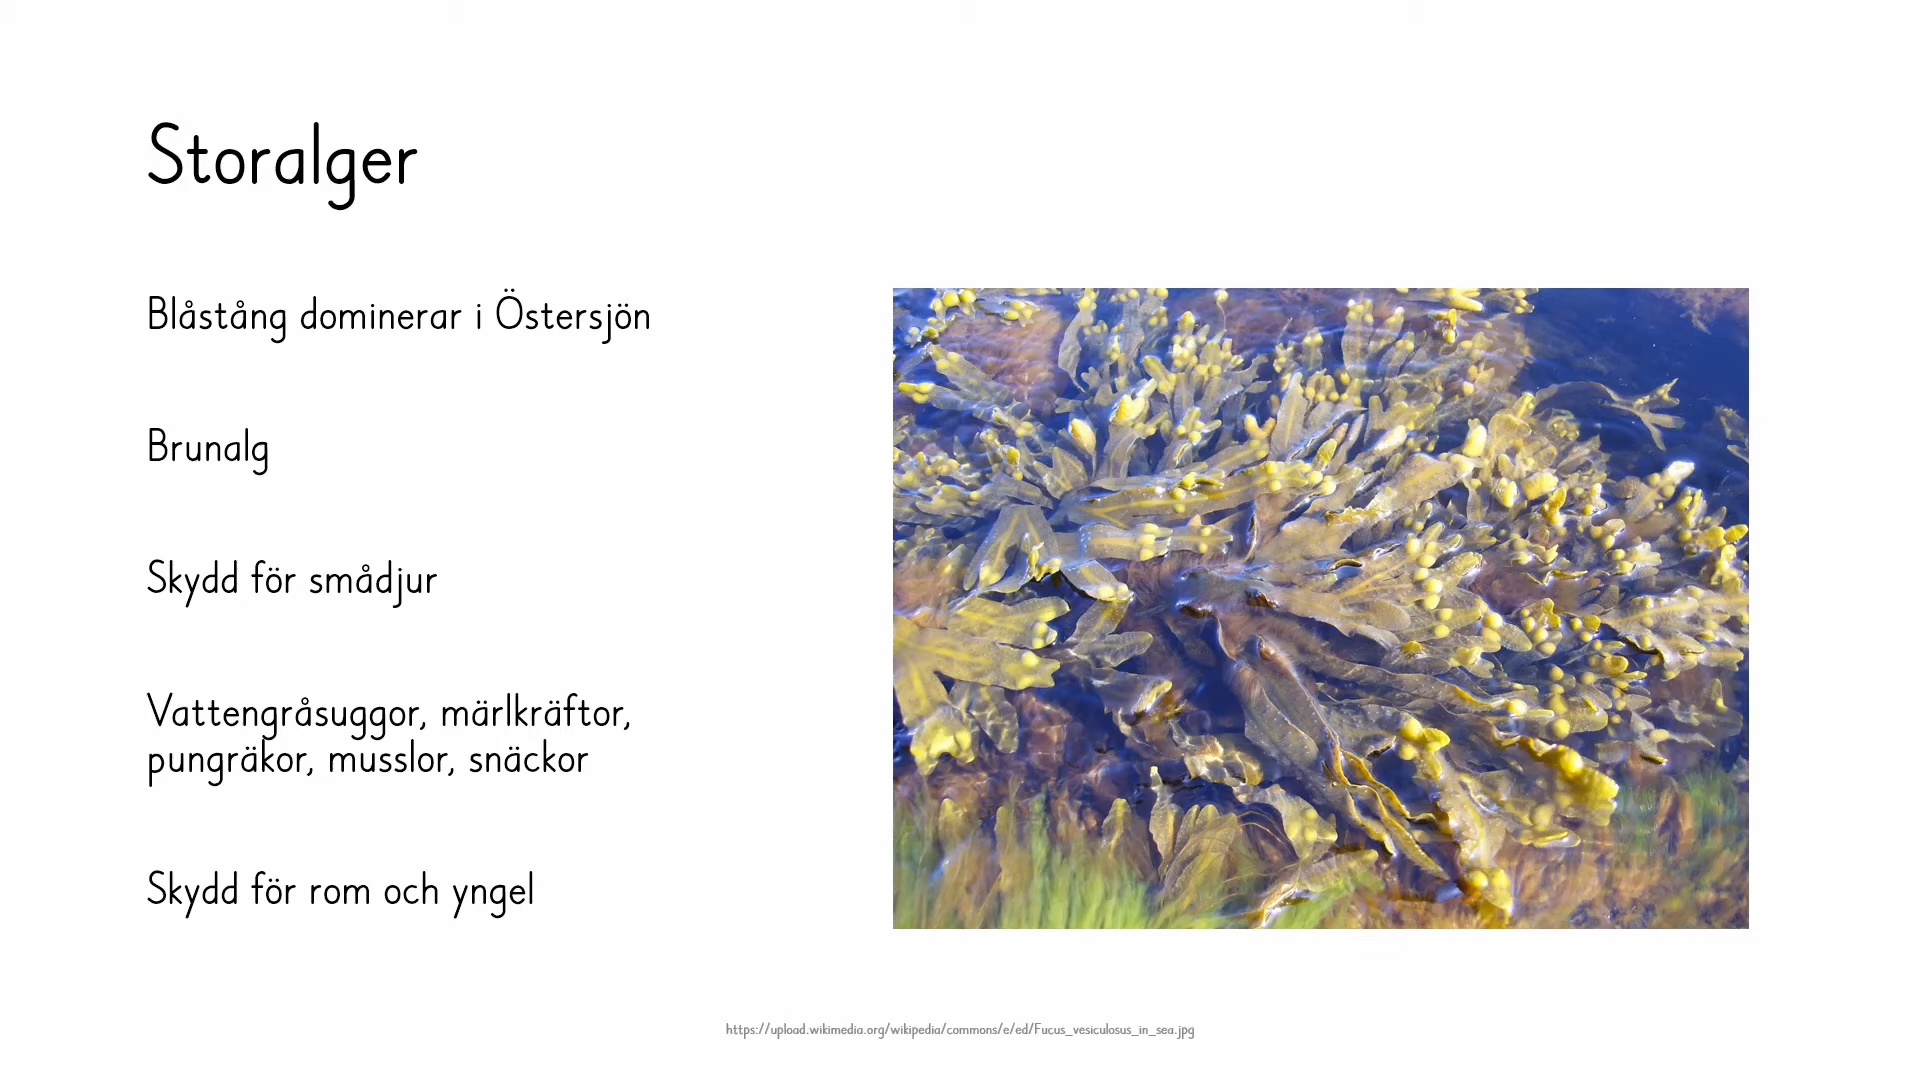 Storalger
Blåstång dominerar i Östersjön
Brunalg
Skydd för smådjur
Vattengråsuggor, märlkräftor,
pungräkor, musslor, snäckor
Skydd för rom och yngel
https://upload.wikimedia.org/wikipedia/commons/e/ed/Fucus_vesiculosus_in_sea.jpg